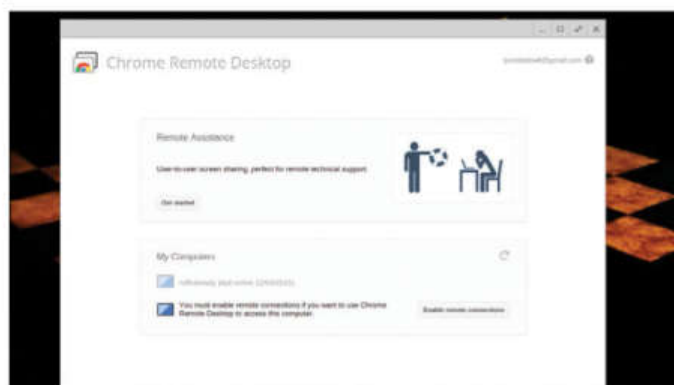 Chrome Remote Desktop
Remote Assistance
User-to-user screen sharing, perfect for remote technical support.
Get started
My Computers
You must enable remote connections if you want to use Chrome
Remote Desktop to access this computer.
Enable remote connections